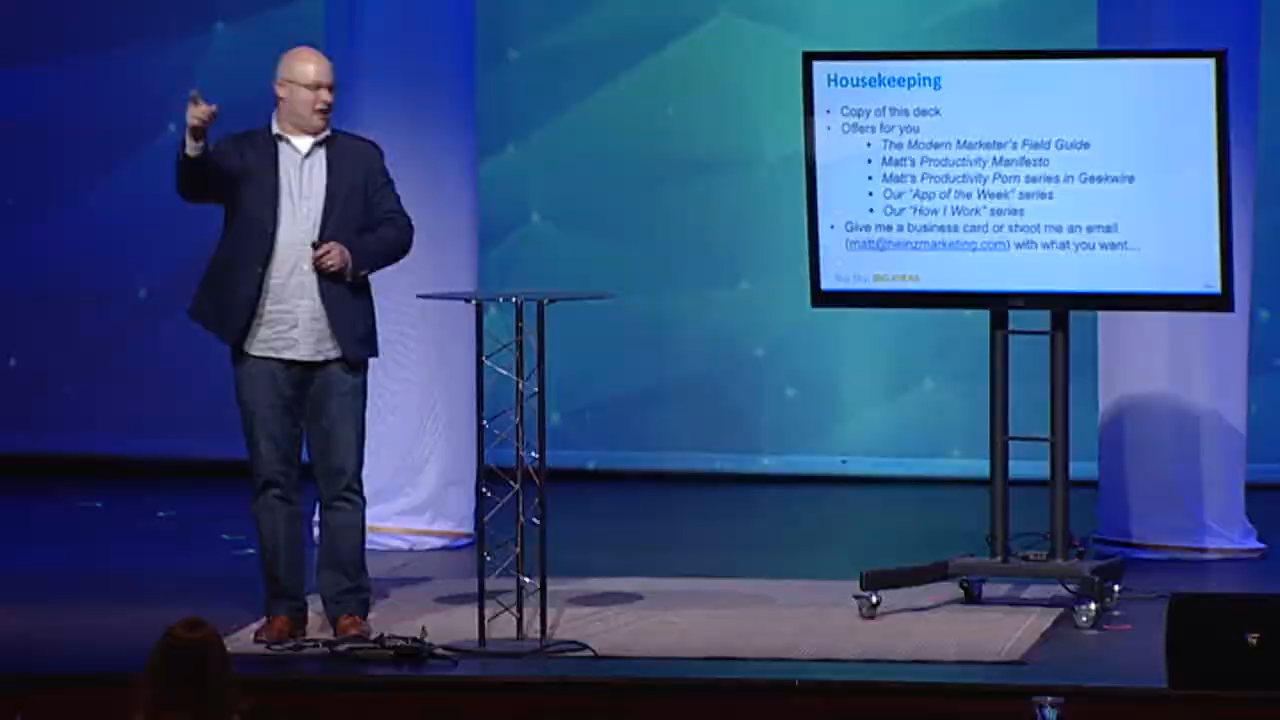 Housekeeping
• Copy of this deck
• Offers for you
• The Modern Marketer's Field Guide
• Matt's Productivity Manifesto
• Matt's Productivity Porn series in Geekwire
• Our "App of the Week" series
• Our "How I Work" series
• Give me a business card or shoot me an email
(matt@heinzmarketing.com) with what you want…
BIG IDEAS